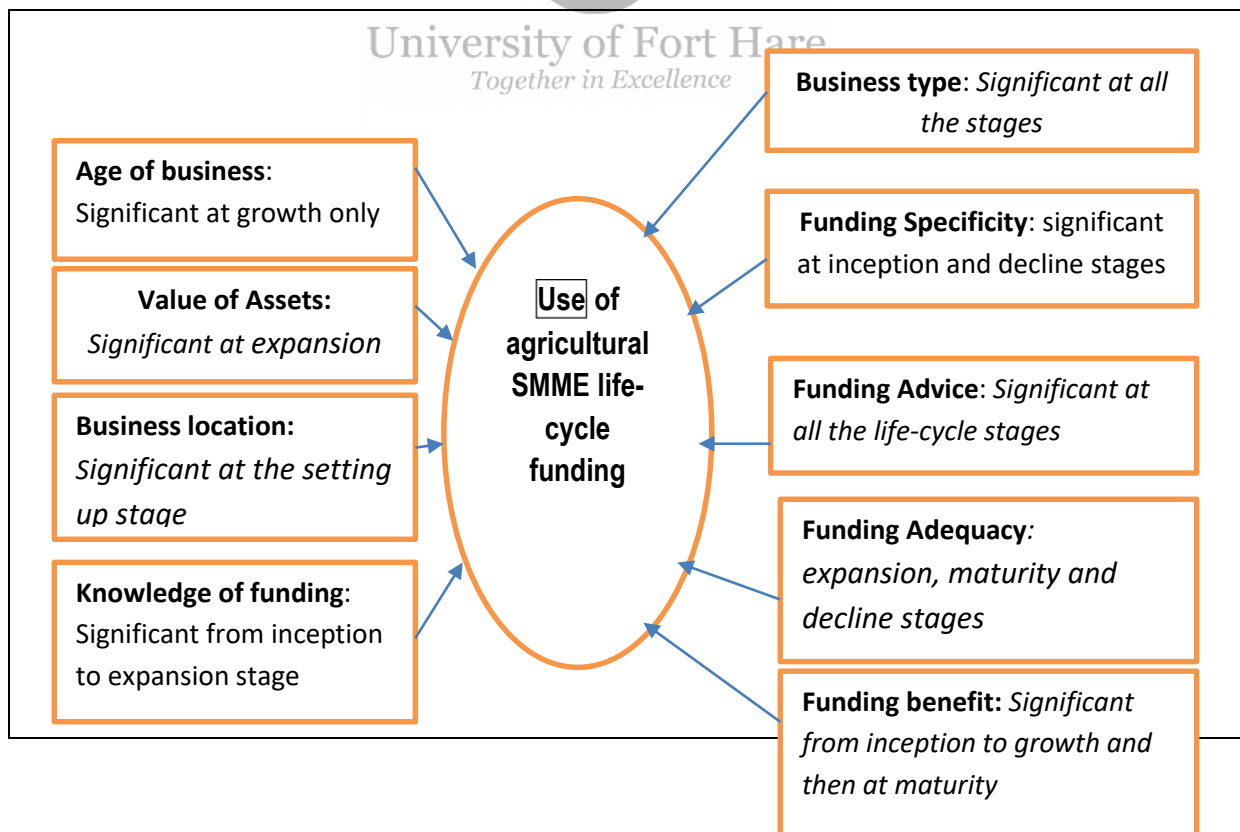 University of Fort Hare
Together in Excellence
Business type: Significant at all
the stages
Age of business:
Significant at growth only
Funding Specificity: significant
at inception and decline stages
Value of Assets:
Significant at expansion
Use of
agricultural
SMME life-
cycle
funding
Funding Advice: Significant at
all the life-cycle stages
Business location:
Significant at the setting
up stage
Funding Adequacy:
expansion, maturity and
decline stages
Knowledge of funding:
Significant from inception
to expansion stage
Funding benefit: Significant
from inception to growth and
then at maturity